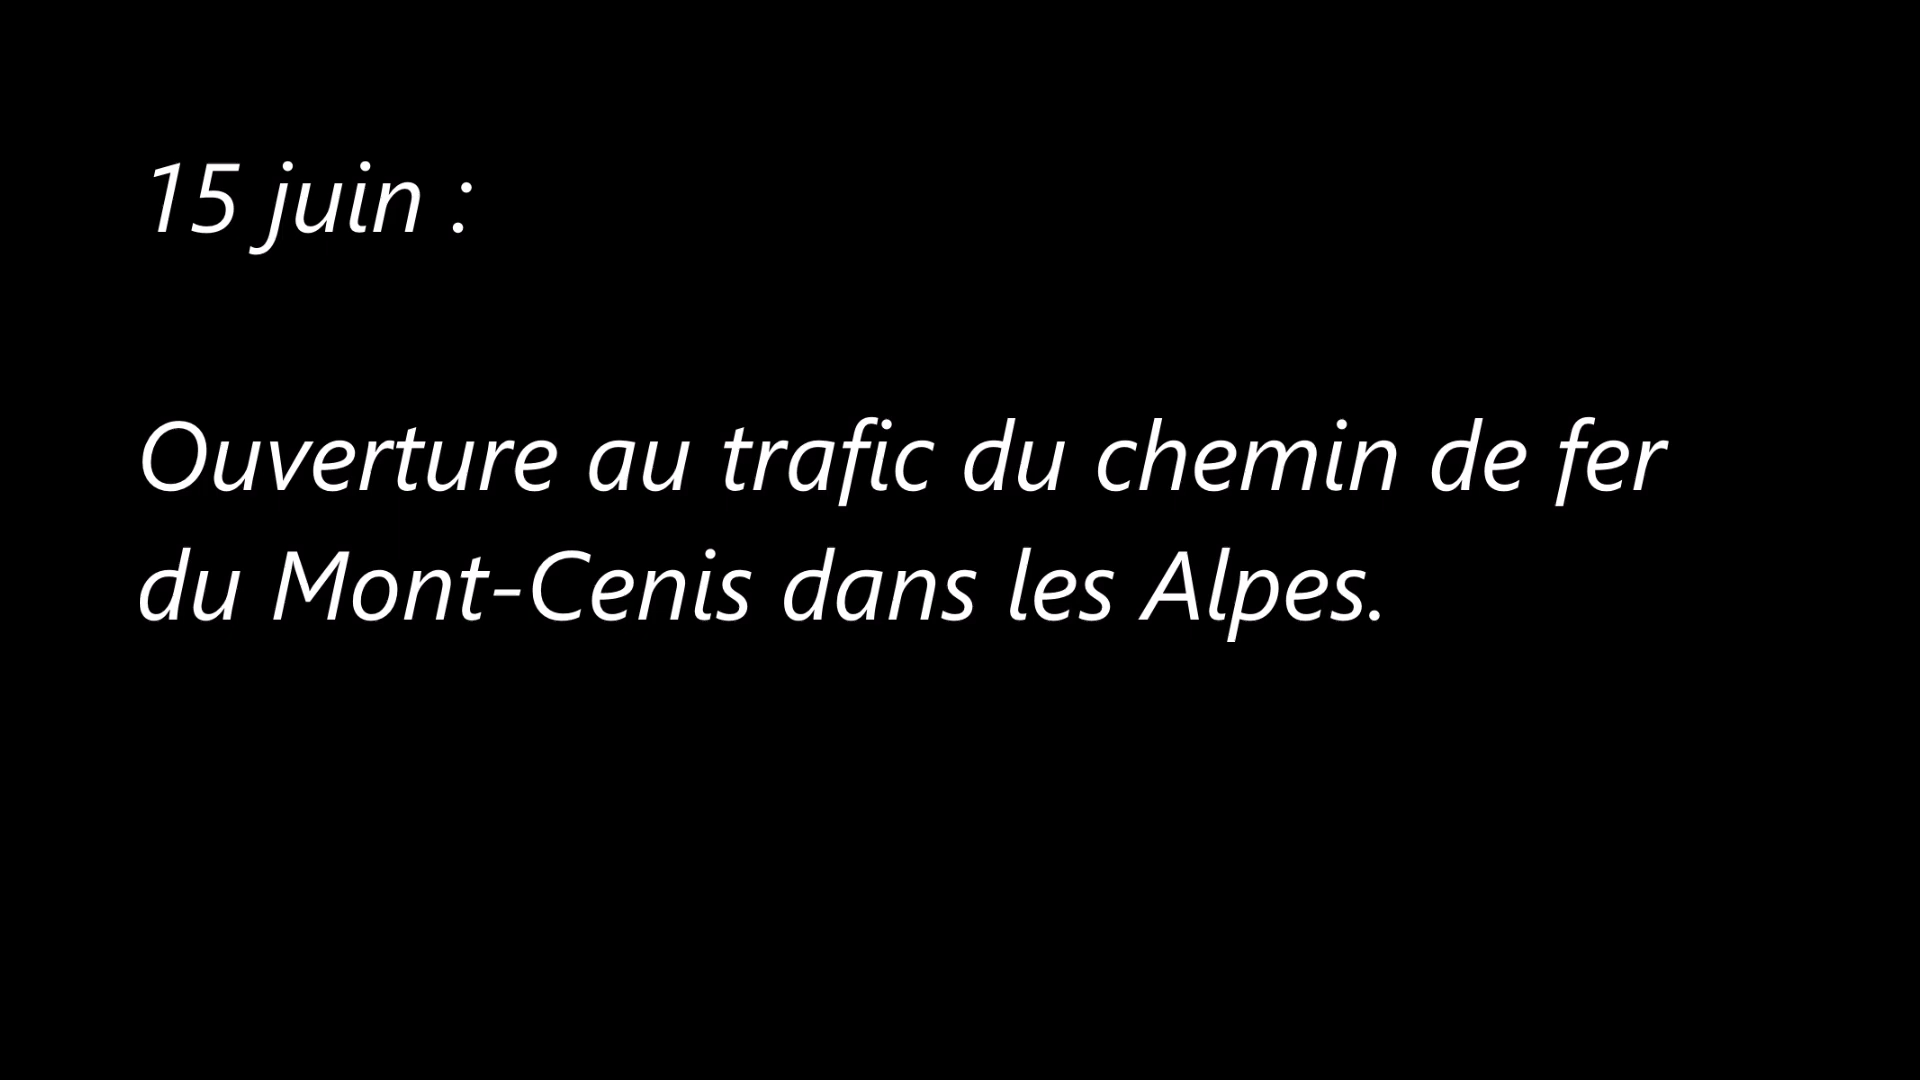 15 juin :
Ouverture au trafic du chemin de fer
du Mont-Cenis dans les Alpes.